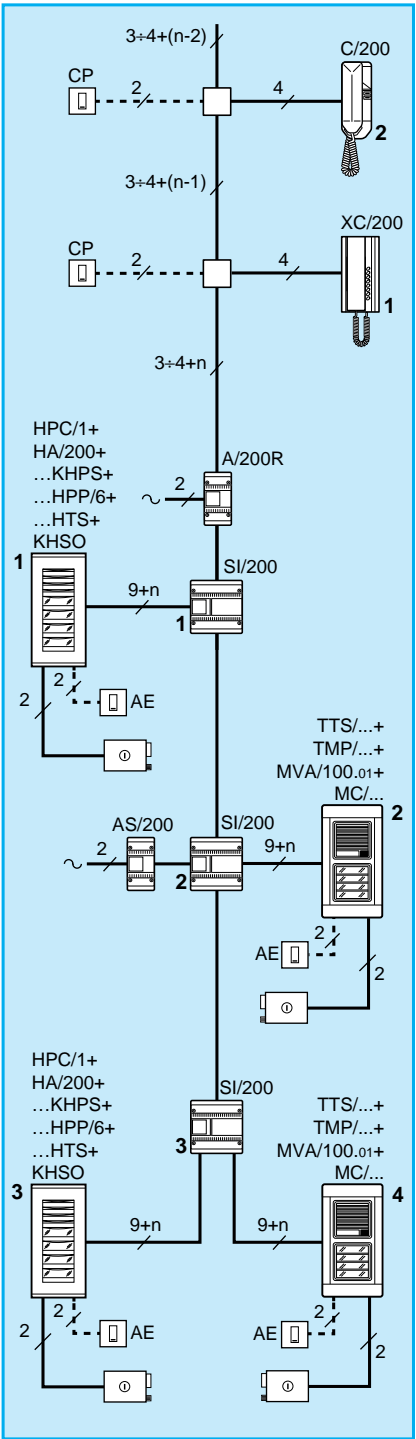 3÷4+(n-2)
C/200
CP
2
4
2
3÷4+(n-1)
XC/200
CP
2
4
1
3÷4+n
HPC/1+
HA/200+
...KHPS+
...HPP/6+
...HTS+
KHSO
A/200R
2
SI/200
1
9+n
1
2
2
AE
TTS/...+
TMP/...+
MVA/100.01+
MC/...
AS/200
SI/200
2
2
9+n
2
AE
2
2
HPC/1+
HA/200+
...KHPS+
...HPP/6+
...HTS+
KHSO
SI/200
3
TTS/...+
TMP/...+
MVA/100.01+
MC/...
3
4
9+n
9+n
2
2
AE
AE
2
2